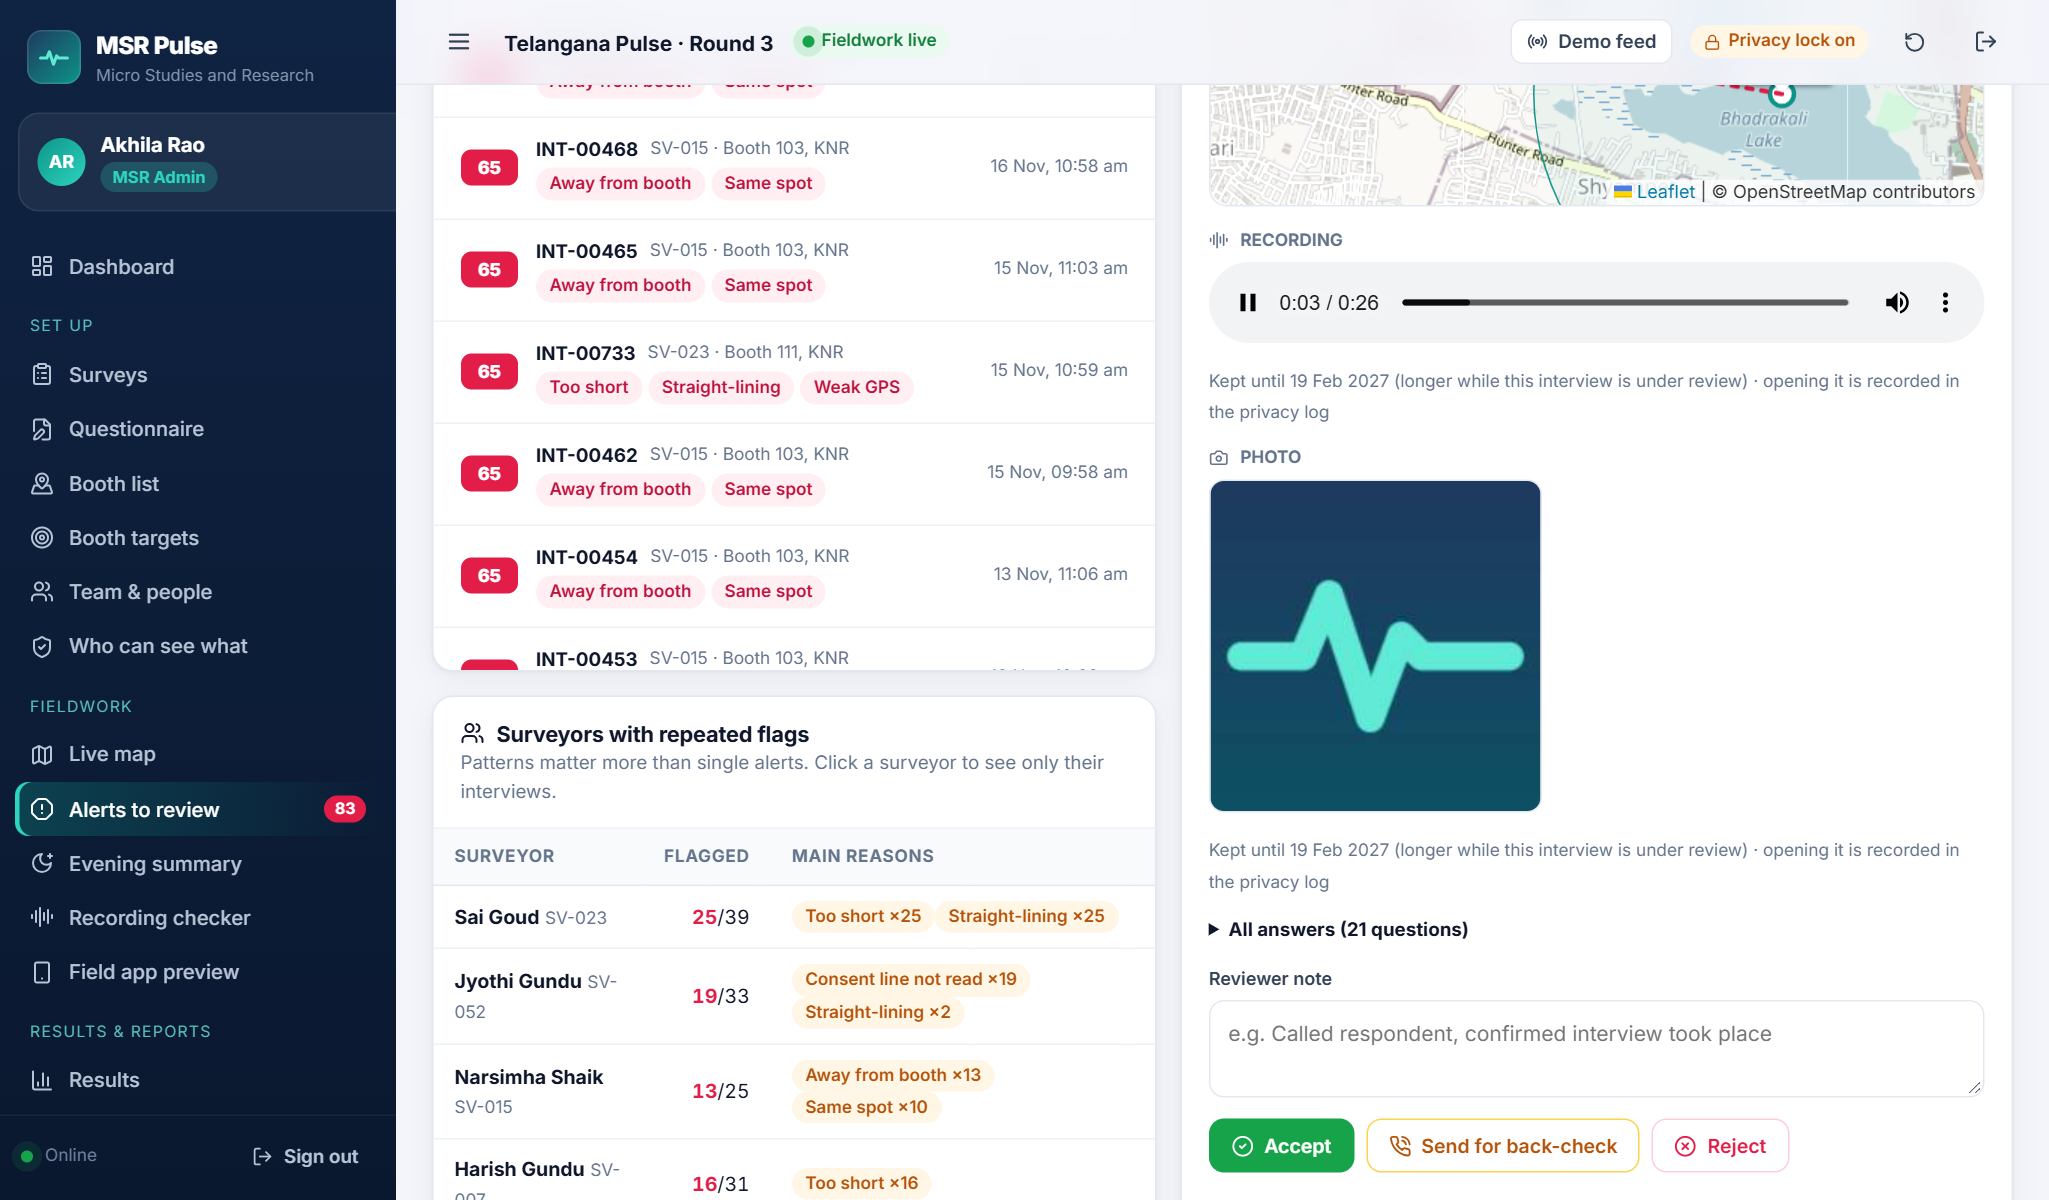 MSR Pulse
Micro Studies and Research
AR
Akhila Rao
MSR Admin
Dashboard
SET UP
Surveys
Questionnaire
Booth list
Booth targets
Team & people
Who can see what
FIELDWORK
Live map
Alerts to review
83
Evening summary
Recording checker
Field app preview
RESULTS & REPORTS
Results
Online
Sign out
Telangana Pulse · Round 3
Fieldwork live
Demo feed
Privacy lock on
Away from booth Same spot
65
INT-00468 SV-015 · Booth 103, KNR
Away from booth Same spot
16 Nov, 10:58 am
65
INT-00465 SV-015 · Booth 103, KNR
Away from booth Same spot
15 Nov, 11:03 am
65
INT-00733 SV-023 · Booth 111, KNR
Too short Straight-lining Weak GPS
15 Nov, 10:59 am
65
INT-00462 SV-015 · Booth 103, KNR
Away from booth Same spot
15 Nov, 09:58 am
65
INT-00454 SV-015 · Booth 103, KNR
Away from booth Same spot
13 Nov, 11:06 am
INT-00453 SV-015 · Booth 103, KNR
Surveyors with repeated flags
Patterns matter more than single alerts. Click a surveyor to see only their
interviews.
SURVEYOR FLAGGED MAIN REASONS
Sai Goud SV-023 25/39 Too short ×25 Straight-lining ×25
Jyothi Gundu SV-
052
19/33
Consent line not read ×19
Straight-lining ×2
Narsimha Shaik
SV-015
13/25
Away from booth ×13
Same spot ×10
Harish Gundu SV-
007
16/31
Too short ×16
Hunter Road
Hunter Road
Bhadrakali
Lake
ari
Shy
Leaflet | © OpenStreetMap contributors
RECORDING
0:03 / 0:26
Kept until 19 Feb 2027 (longer while this interview is under review) · opening it is recorded in
the privacy log
PHOTO
Kept until 19 Feb 2027 (longer while this interview is under review) · opening it is recorded in
the privacy log
All answers (21 questions)
Reviewer note
e.g. Called respondent, confirmed interview took place
Accept
Send for back-check
Reject